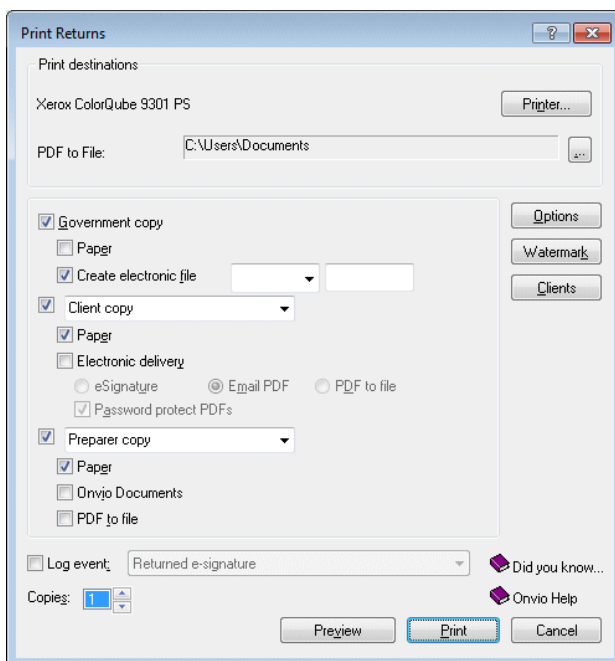 Print Returns
Print destinations
Xerox ColorQube 9301 PS
Printer...
PDF to File:
C:\Users\Documents
...
Government copy
Options
Paper
Watermark
Create electronic file
Clients
Client copy
Paper
Electronic delivery
eSignature Email PDF PDF to file
Password protect PDFs
Preparer copy
Paper
Onvio Documents
PDF to file
Log event: Returned e-signature
Did you know...
Copies: 1
Onvio Help
Preview Print Cancel